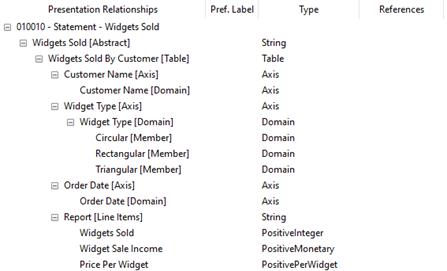 Presentation Relationships Pref. Label Type References
010010 - Statement - Widgets Sold
Widgets Sold [Abstract] String
Widgets Sold By Customer [Table] Table
Customer Name [Axis] Axis
Customer Name [Domain] Domain
Widget Type [Axis] Axis
Widget Type [Domain] Domain
Circular [Member] Domain
Rectangular [Member] Domain
Triangular [Member] Domain
Order Date [Axis] Axis
Order Date [Domain] Domain
Report [Line Items] String
Widgets Sold PositiveInteger
Widget Sale Income PositiveMonetary
Price Per Widget PositivePerWidget